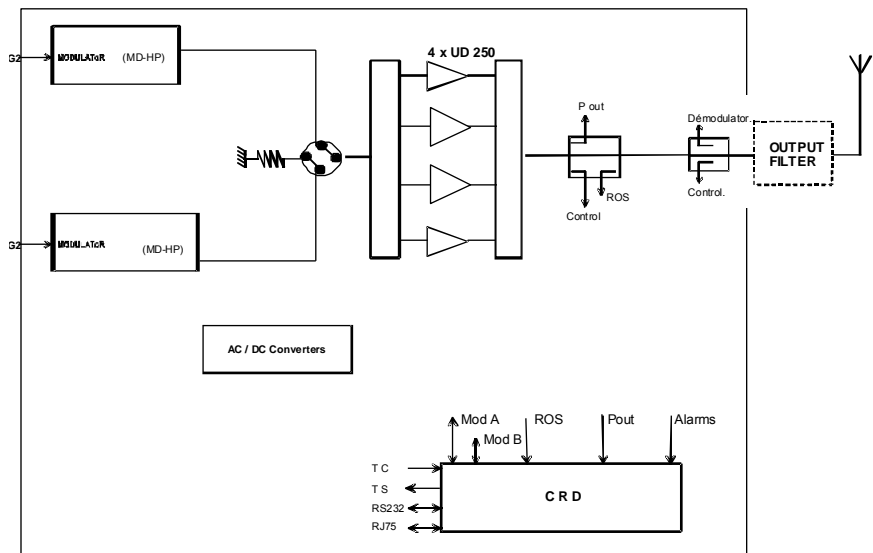 G2
MODULATOR (MD-HP)
4 x UD 250
P out
Démodulator.
OUTPUT
FILTER
ROS
Control
Control.
G2
MODULATOR
(MD-HP)
AC / DC Converters
Mod A
ROS
Pout
Alarms
Mod B
T C
T S
RS232
RJ75
C R D